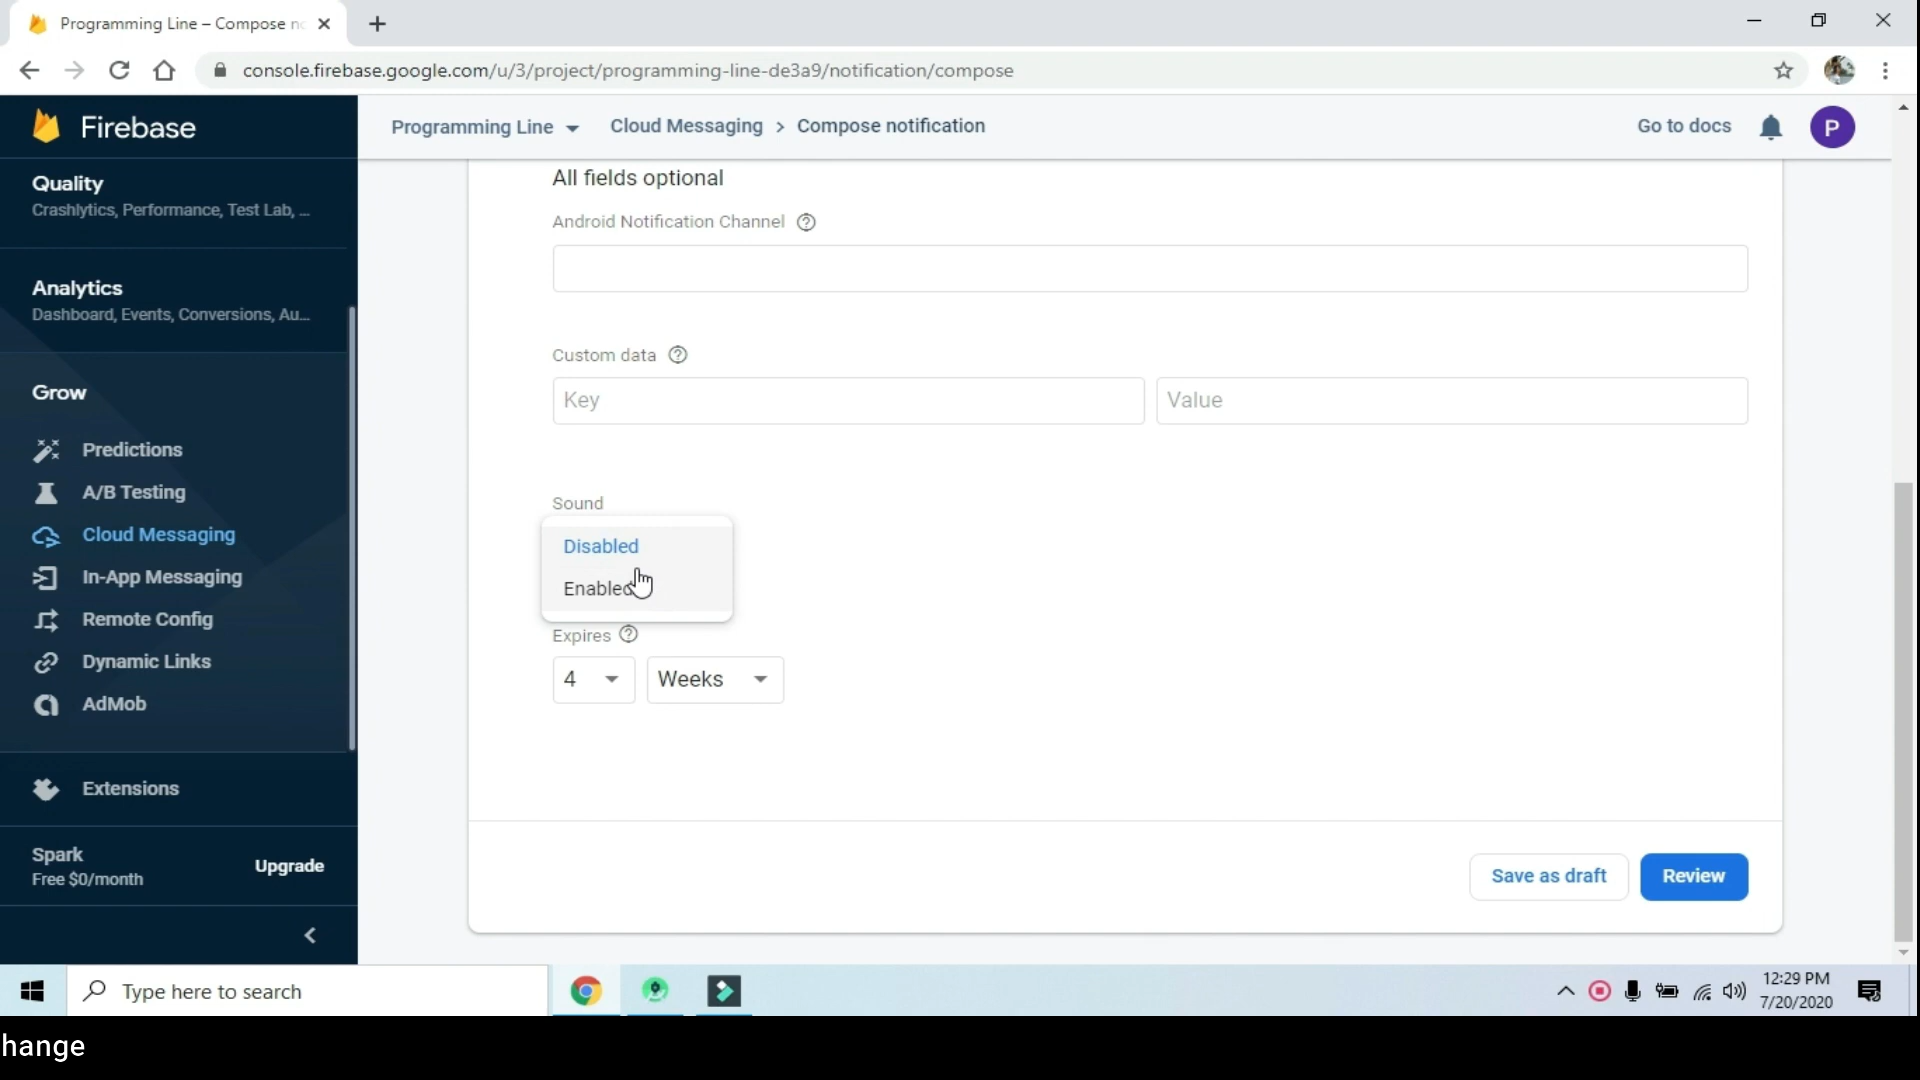 Programming Line – Compose no
console.firebase.google.com/u/3/project/programming-line-de3a9/notification/compose
Firebase
Programming Line
Cloud Messaging > Compose notification
Go to docs
P
Quality
Crashlytics, Performance, Test Lab, ...
Analytics
Dashboard, Events, Conversions, Au...
Grow
Predictions
A/B Testing
Cloud Messaging
In-App Messaging
Remote Config
Dynamic Links
AdMob
Extensions
Spark
Free $0/month
Upgrade
All fields optional
Android Notification Channel
Custom data
Key
Value
Sound
Disabled
Enabled
Expires
4
Weeks
Save as draft
Review
Type here to search
12:29 PM
7/20/2020
hange